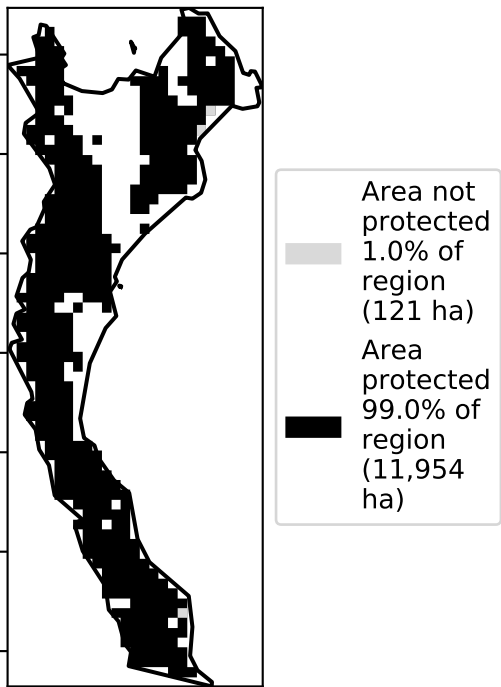 Area not
protected
1.0% of
region
(121 ha)
Area
protected
99.0% of
region
(11,954
ha)